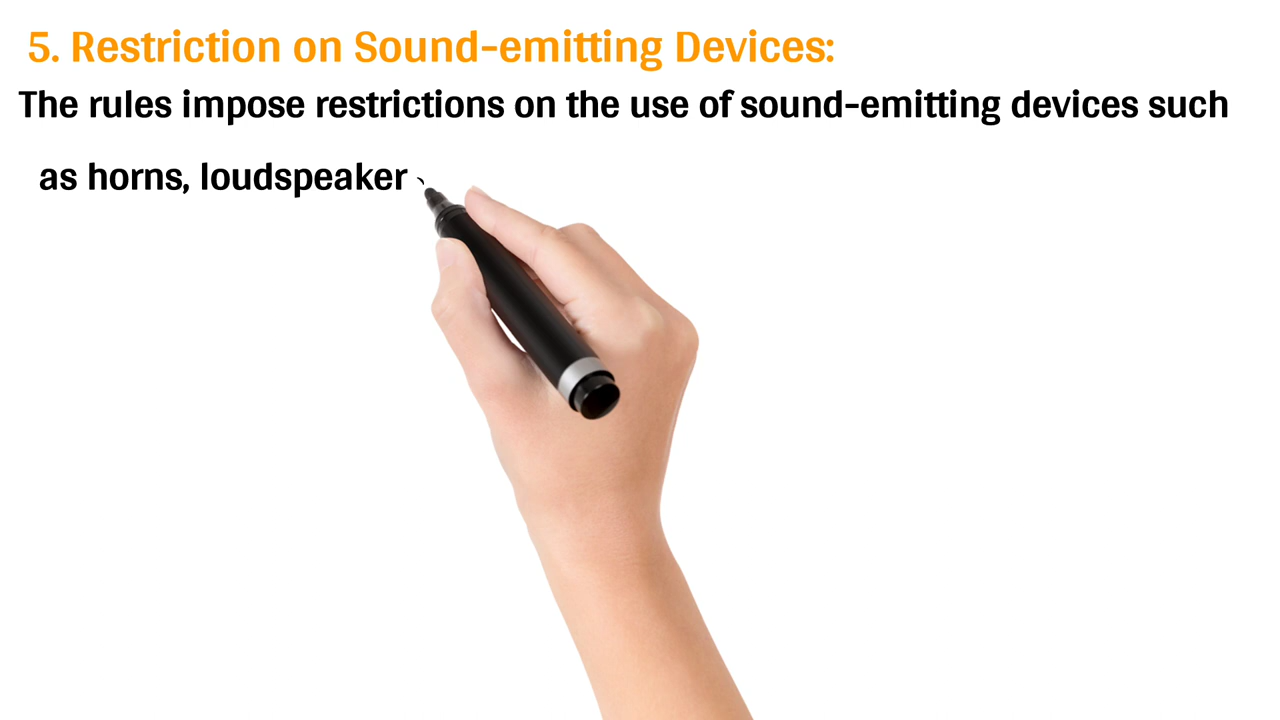 5. Restriction on Sound-emitting Devices:
The rules impose restrictions on the use of sound-emitting devices such
as horns, loudspeaker